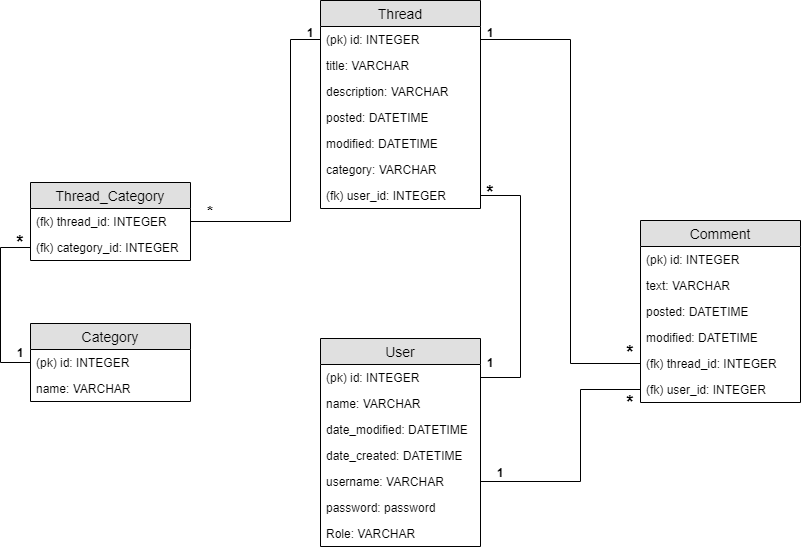 Thread
(pk) id: INTEGER
title: VARCHAR
description: VARCHAR
posted: DATETIME
modified: DATETIME
category: VARCHAR
(fk) user_id: INTEGER
1
1
*
*
Thread_Category
(fk) thread_id: INTEGER
(fk) category_id: INTEGER
*
1
Category
(pk) id: INTEGER
name: VARCHAR
User
(pk) id: INTEGER
name: VARCHAR
date_modified: DATETIME
date_created: DATETIME
username: VARCHAR
password: password
Role: VARCHAR
1
1
Comment
(pk) id: INTEGER
text: VARCHAR
posted: DATETIME
modified: DATETIME
(fk) thread_id: INTEGER
(fk) user_id: INTEGER
*
*